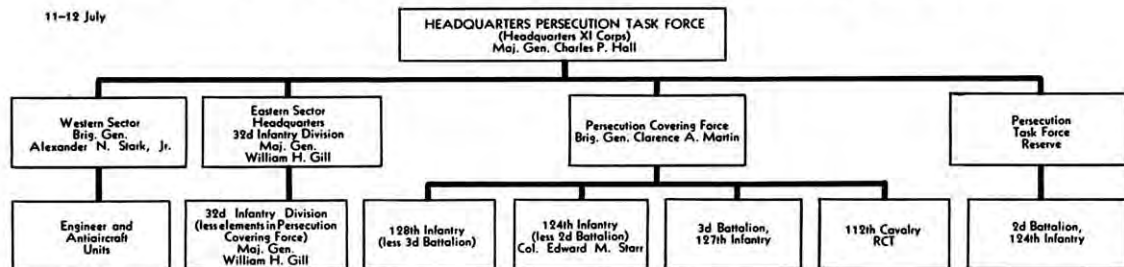 11–12 July
HEADQUARTERS PERSECUTION TASK FORCE
(Headquarters XI Corps)
Maj. Gen. Charles P. Hall
Western Sector
Brig. Gen.
Alexander N. Stark, Jr.
Eastern Sector
Headquarters
32d Infantry Division
Maj. Gen.
William H. Gill
Persecution Covering Force
Brig. Gen. Clarence A. Martin
Persecution
Task Force
Reserve
Engineer and
Antiaircraft
Units
32d Infantry Division
(less elements in Persecution
Covering Force)
Maj. Gen.
William H. Gill
128th Infantry
(less 3d Battalion)
124th Infantry
(less 2d Battalion)
Col. Edward M. Starr
3d Battalion,
127th Infantry
112th Cavalry
RCT
2d Battalion,
124th Infantry